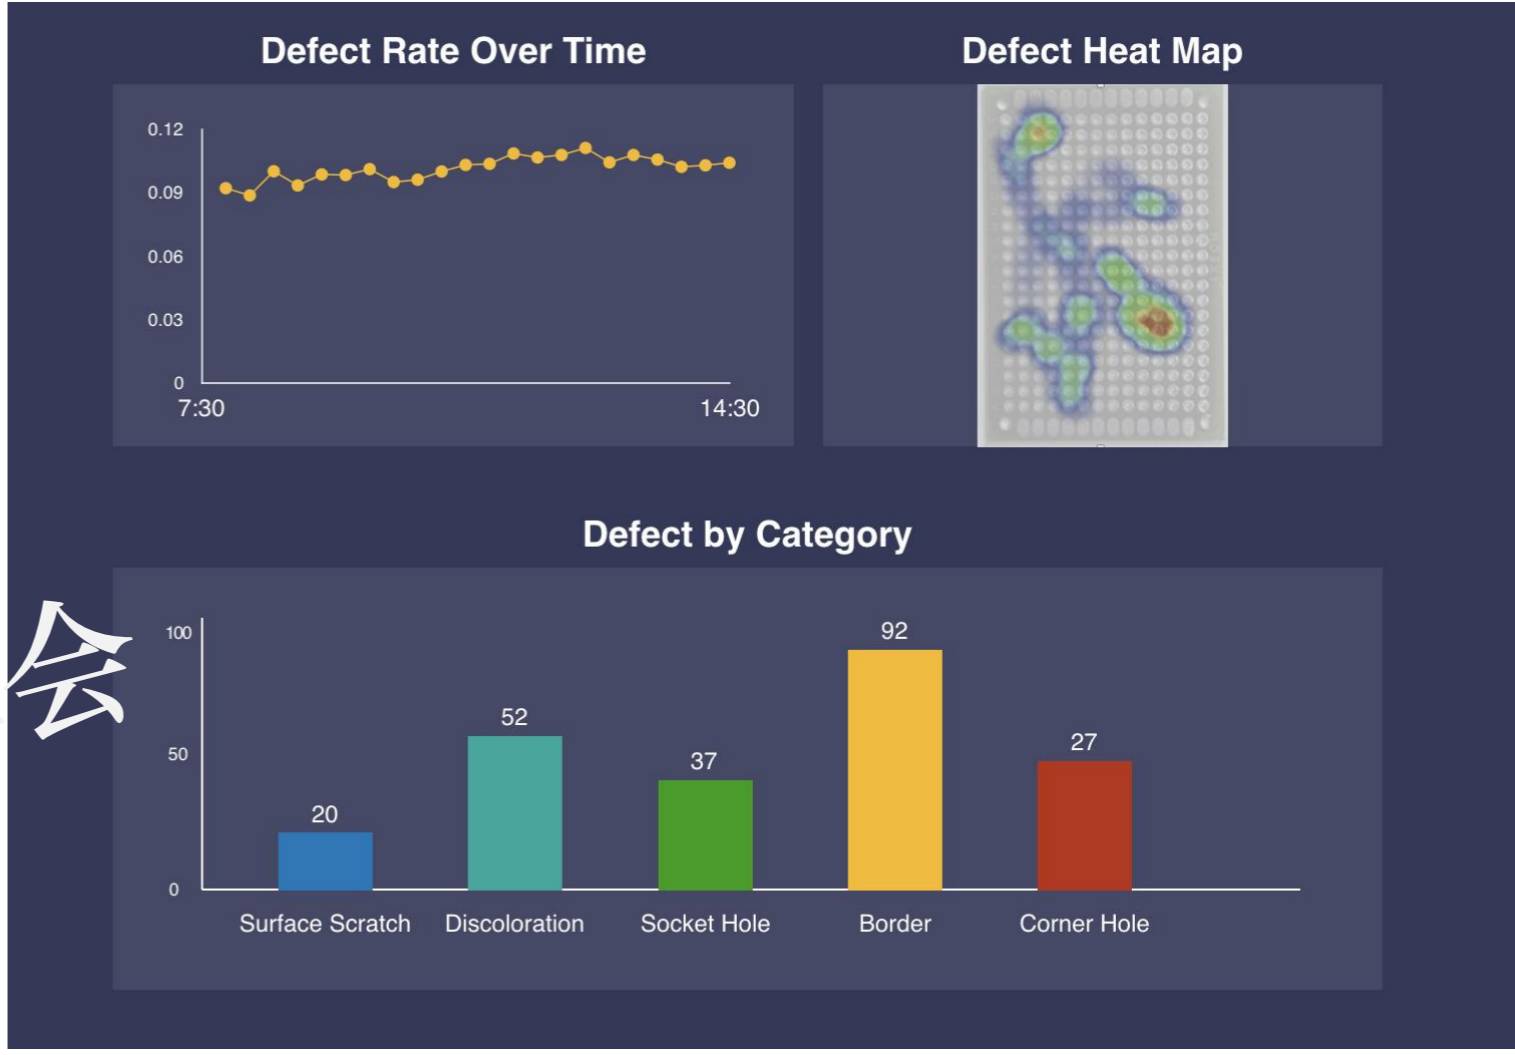 Defect Rate Over Time
Defect Heat Map
0.12
0.09
0.06
0.03
0
7:30
14:30
Defect by Category
会
100
50
0
20
52
37
92
27
Surface Scratch
Discoloration
Socket Hole
Border
Corner Hole